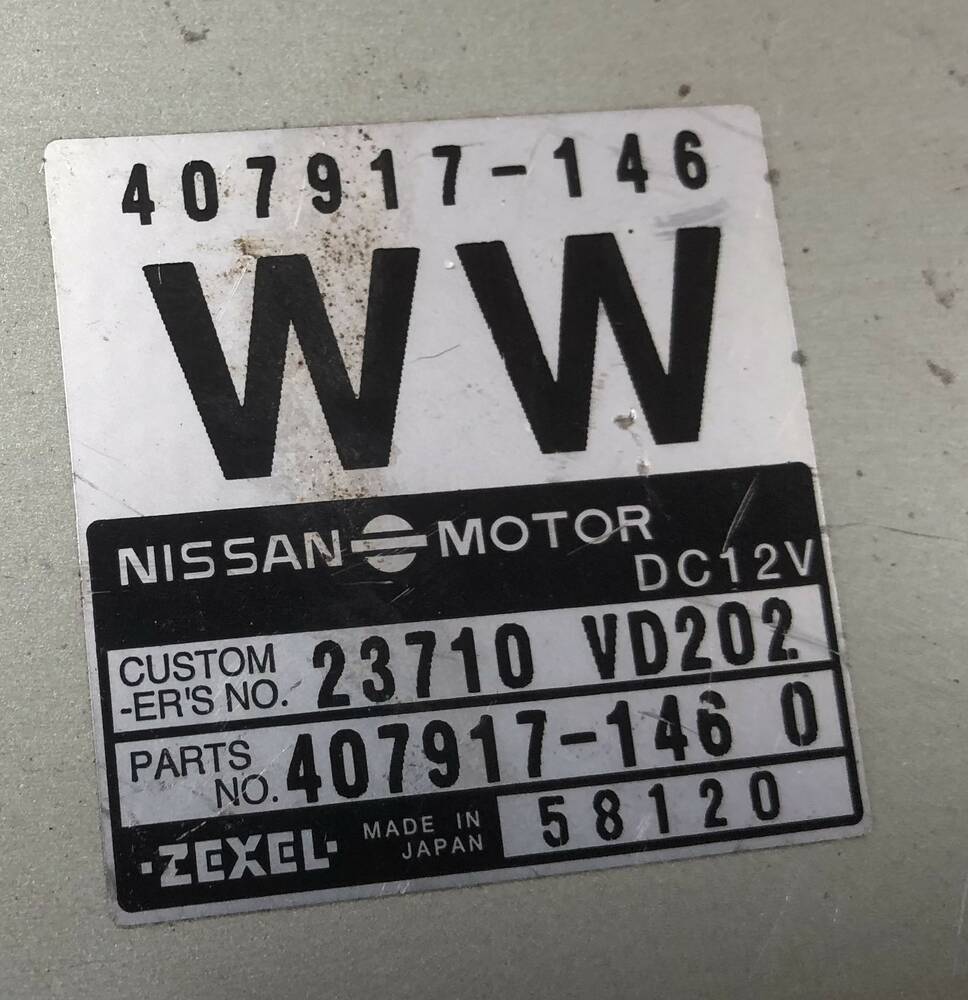 407917-146
WW
NISSAN MOTOR
DC12V
CUSTOM
-ER'S NO. 23710 VD202
PARTS
NO. 407917-146 0
ZEXEL MADE IN
JAPAN 58120